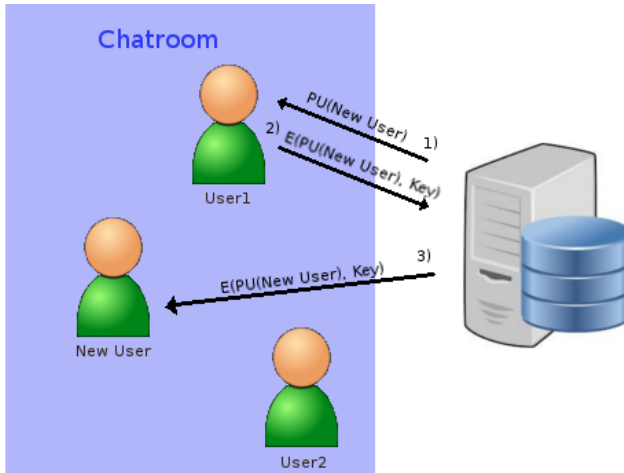 Chatroom
PU(New User)
1)
2)
E(PU(New User), Key)
User1
3)
E(PU(New User), Key)
New User
User2